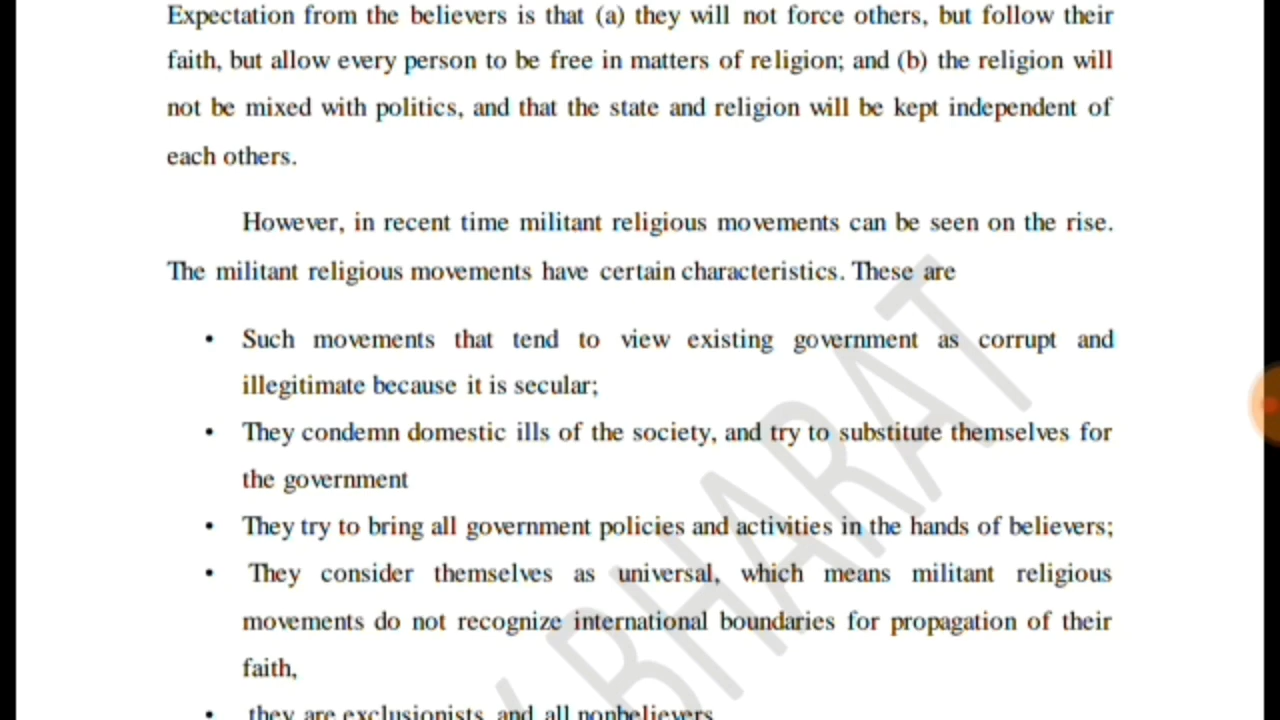 Expectation from the believers is that (a) they will not force others, but follow their
faith, but allow every person to be free in matters of religion; and (b) the religion will
not be mixed with politics, and that the state and religion will be kept independent of
each others.
However, in recent time militant religious movements can be seen on the rise.
The militant religious movements have certain characteristics. These are
• Such movements that tend to view existing government as corrupt and
illegitimate because it is secular;
• They condemn domestic ills of the society, and try to substitute themselves for
the government
• They try to bring all government policies and activities in the hands of believers;
• They consider themselves as universal, which means militant religious
movements do not recognize international boundaries for propagation of their
faith,
• they are exclusionists, and all nonbelievers
BHARAT